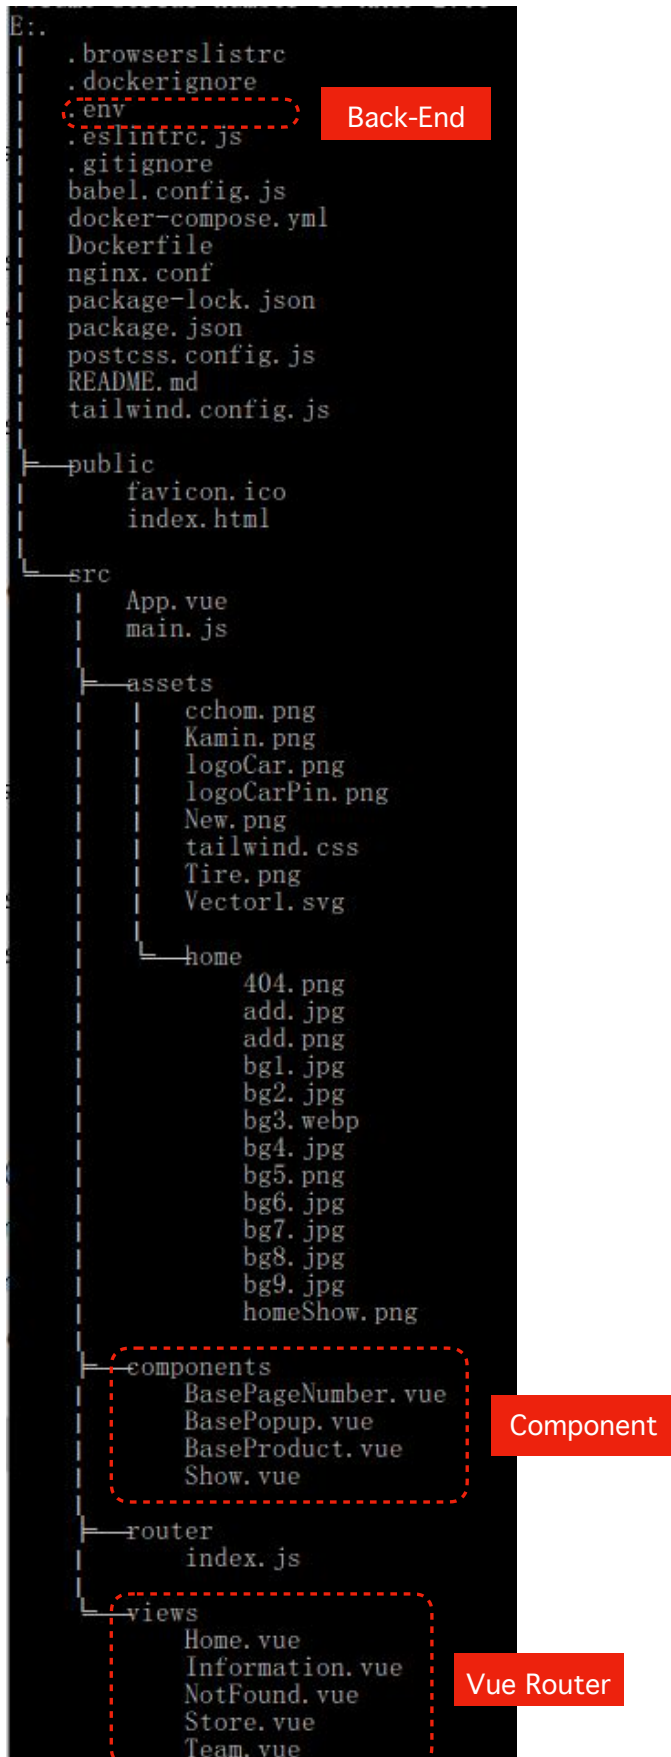 E:.
.browserslistrc
.dockerignore
.env
Back-End
.eslintrc.js
.gitignore
babel.config.js
docker-compose.yml
Dockerfile
nginx.conf
package-lock.json
package.json
postcss.config.js
README.md
tailwind.config.js
public
favicon.ico
index.html
src
App.vue
main.js
assets
cchom.png
Kamin.png
logoCar.png
logoCarPin.png
New.png
tailwind.css
Tire.png
Vector1.svg
home
404.png
add.jpg
add.png
bg1.jpg
bg2.jpg
bg3.webp
bg4.jpg
bg5.png
bg6.jpg
bg7.jpg
bg8.jpg
bg9.jpg
homeShow.png
components
BasePageNumber.vue
BasePopup.vue
BaseProduct.vue
Component
Show.vue
router
index.js
views
Home.vue
Information.vue
NotFound.vue
Vue Router
Store.vue
Team.vue